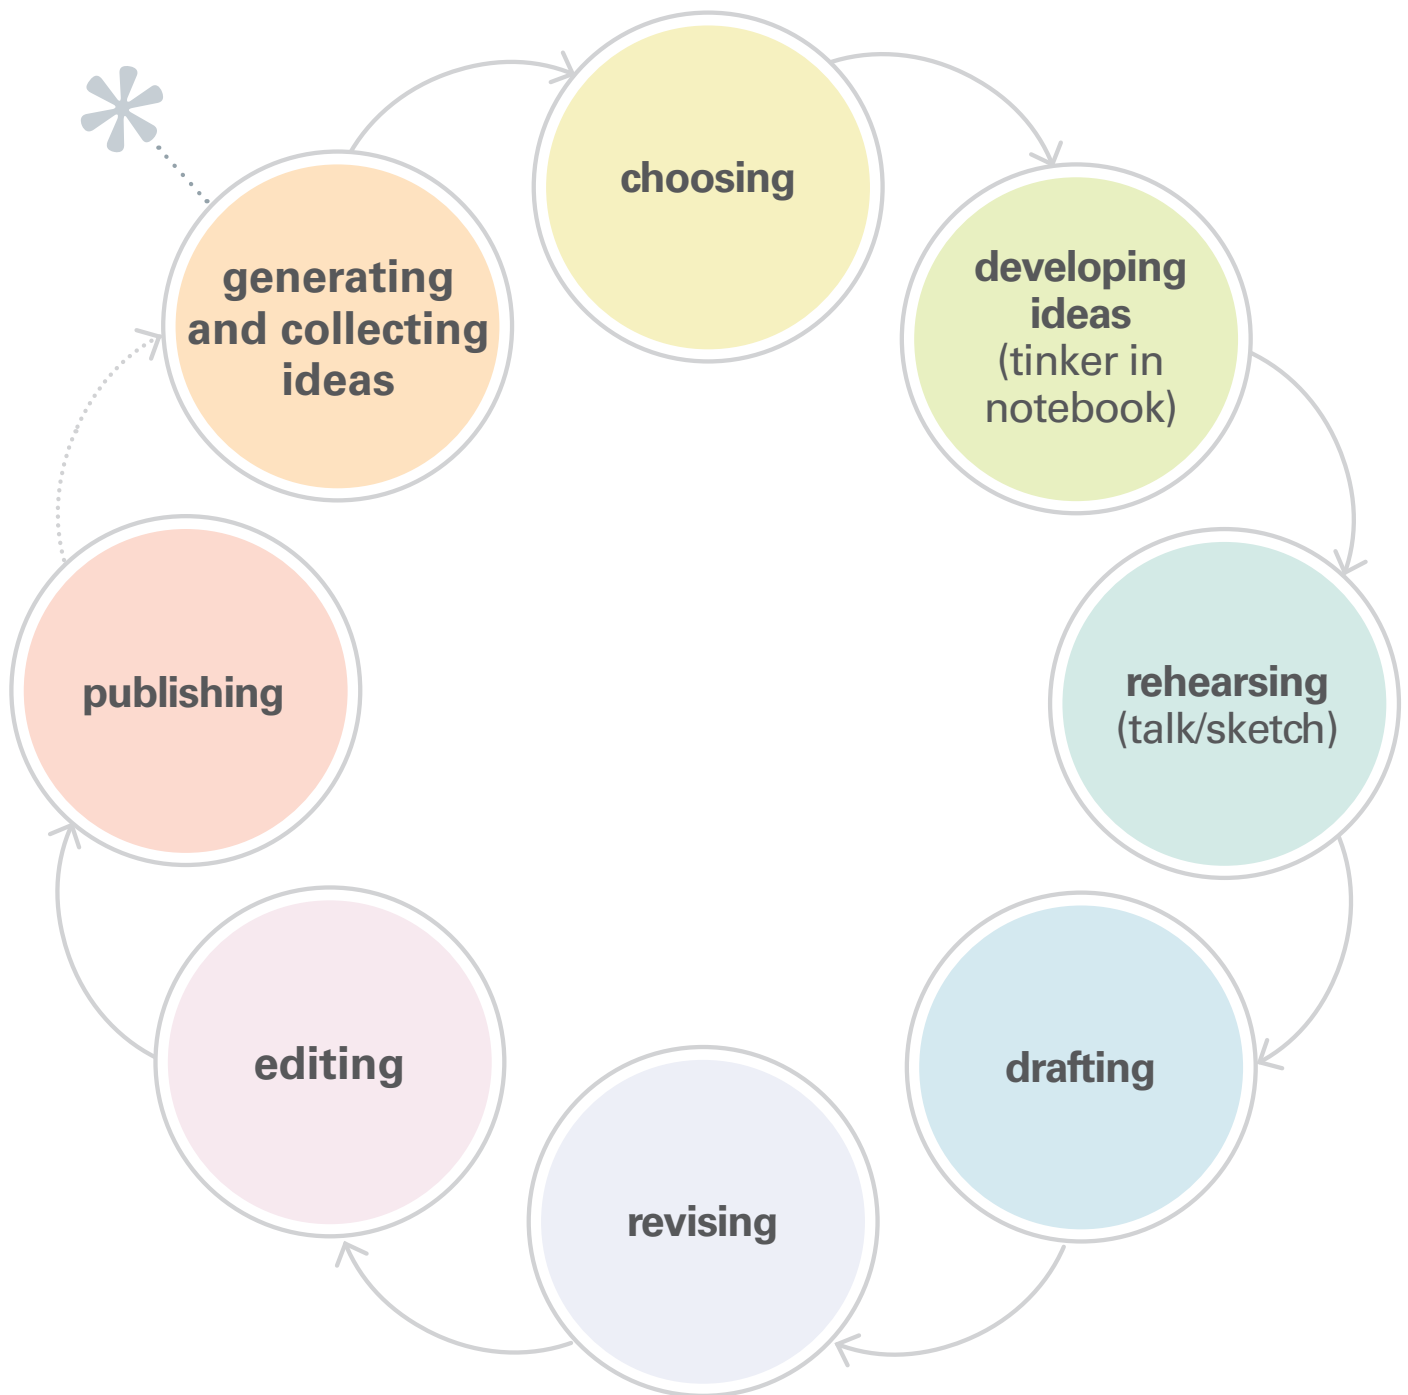 generating
and collecting
ideas
choosing
developing
ideas
(tinker in
notebook)
rehearsing
(talk/sketch)
drafting
revising
editing
publishing